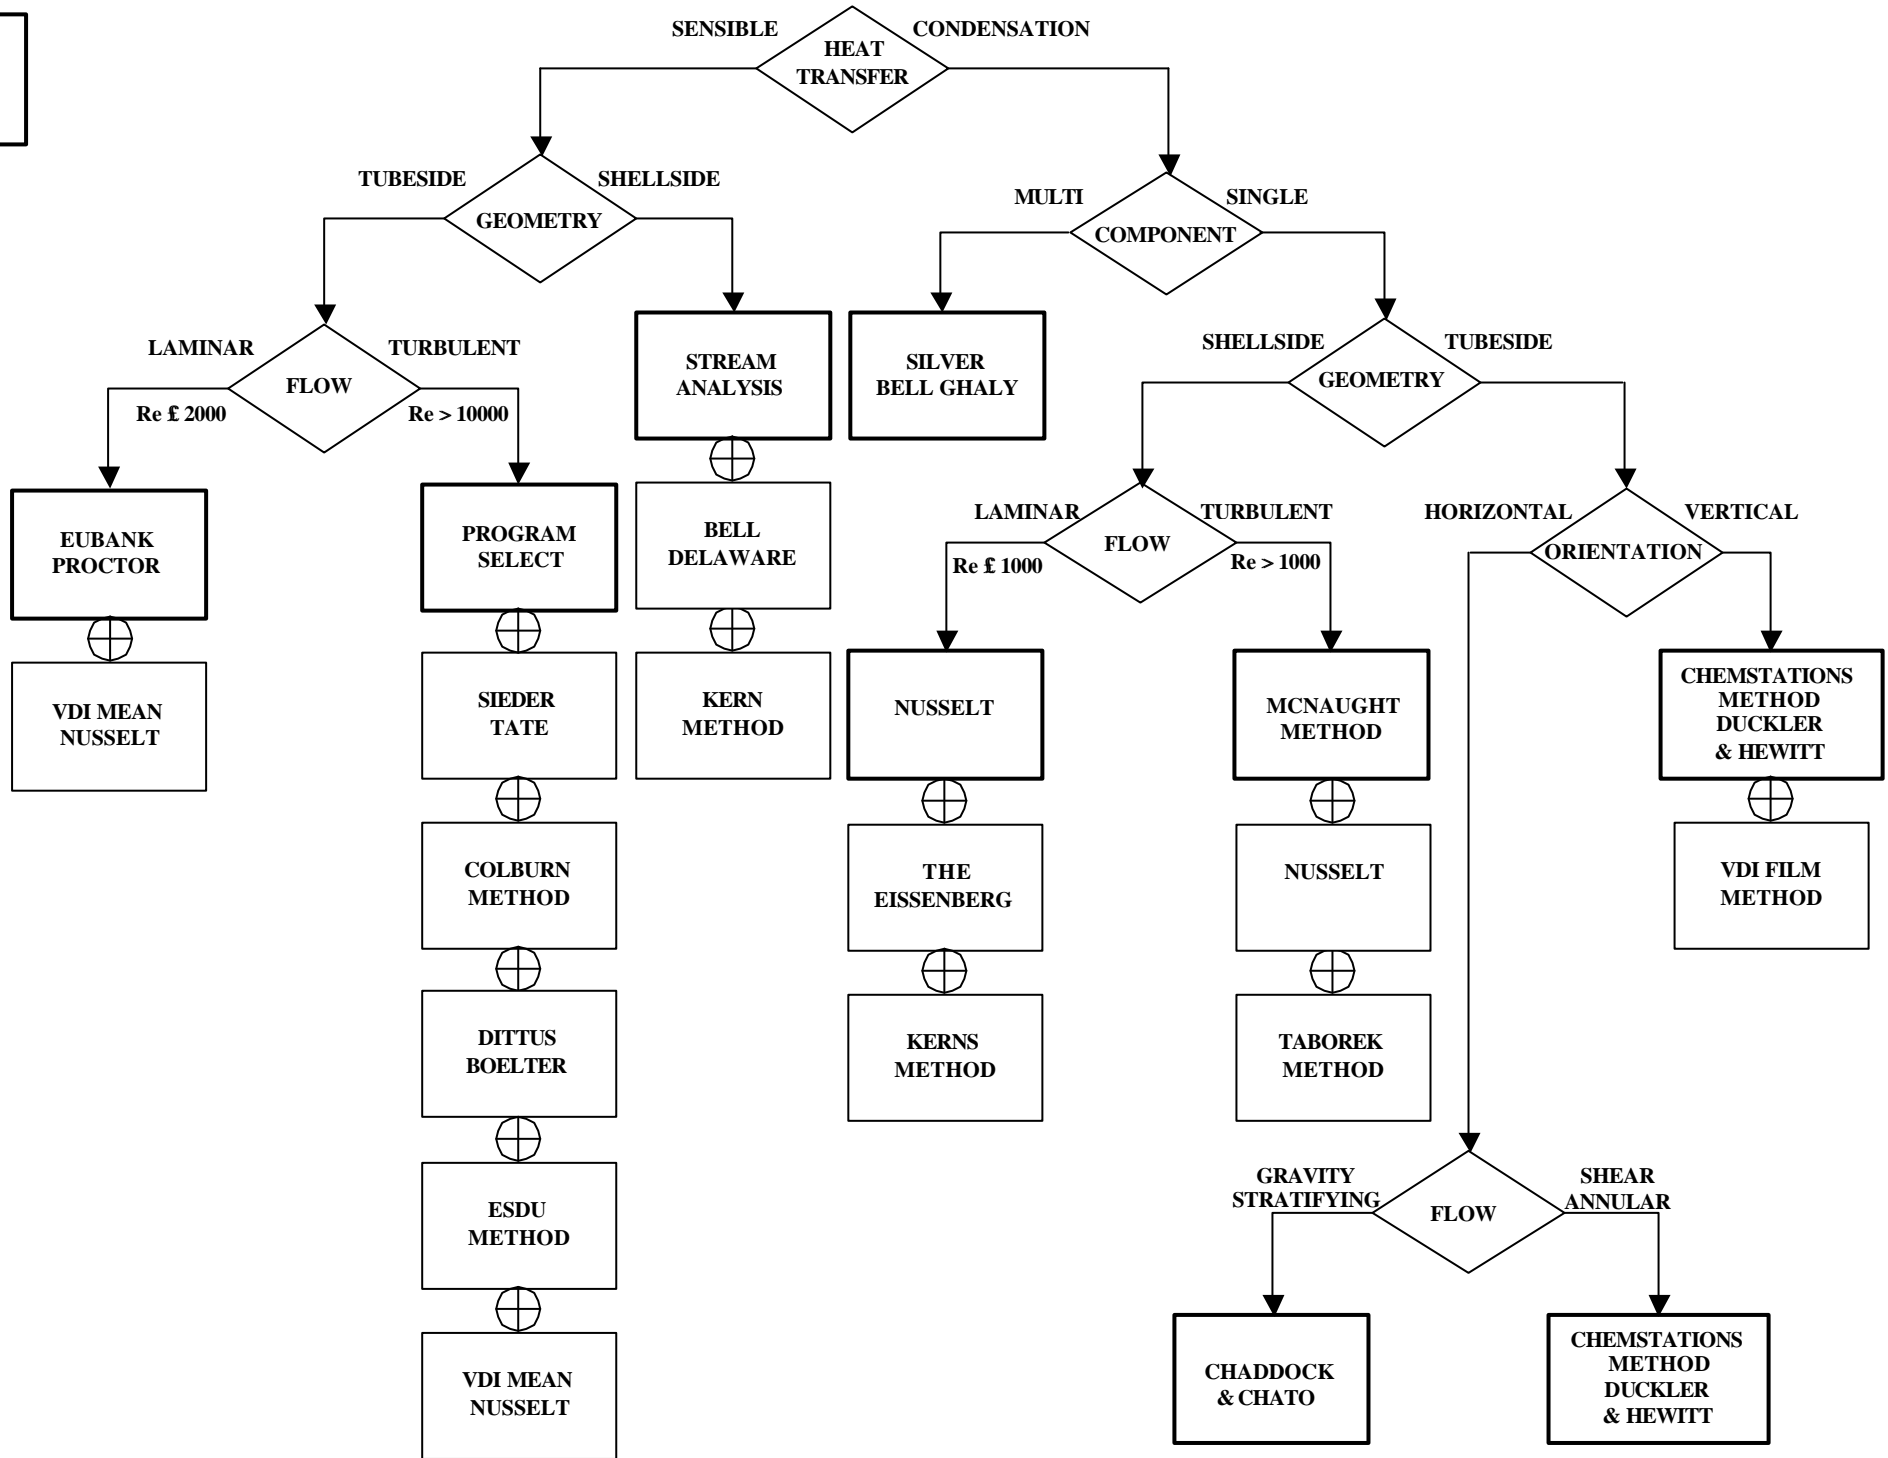 SENSIBLE
CONDENSATION
HEAT
TRANSFER
TUBESIDE
SHELLSIDE
GEOMETRY
MULTI
SINGLE
COMPONENT
LAMINAR
TURBULENT
FLOW
Re £ 2000
Re > 10000
STREAM
ANALYSIS
SILVER
BELL GHALY
SHELLSIDE
TUBESIDE
GEOMETRY
EUBANK
PROCTOR
PROGRAM
SELECT
BELL
DELAWARE
LAMINAR
TURBULENT
FLOW
Re £ 1000
Re > 1000
HORIZONTAL
VERTICAL
ORIENTATION
VDI MEAN
NUSSELT
SIEDER
TATE
KERN
METHOD
NUSSELT
MCNAUGHT
METHOD
CHEMSTATIONS
METHOD
DUCKLER
& HEWITT
COLBURN
METHOD
THE
EISSENBERG
NUSSELT
VDI FILM
METHOD
DITTUS
BOELTER
KERNS
METHOD
TABOREK
METHOD
ESDU
METHOD
GRAVITY
STRATIFYING
SHEAR
ANNULAR
FLOW
VDI MEAN
NUSSELT
CHADDOCK
& CHATO
CHEMSTATIONS
METHOD
DUCKLER
& HEWITT